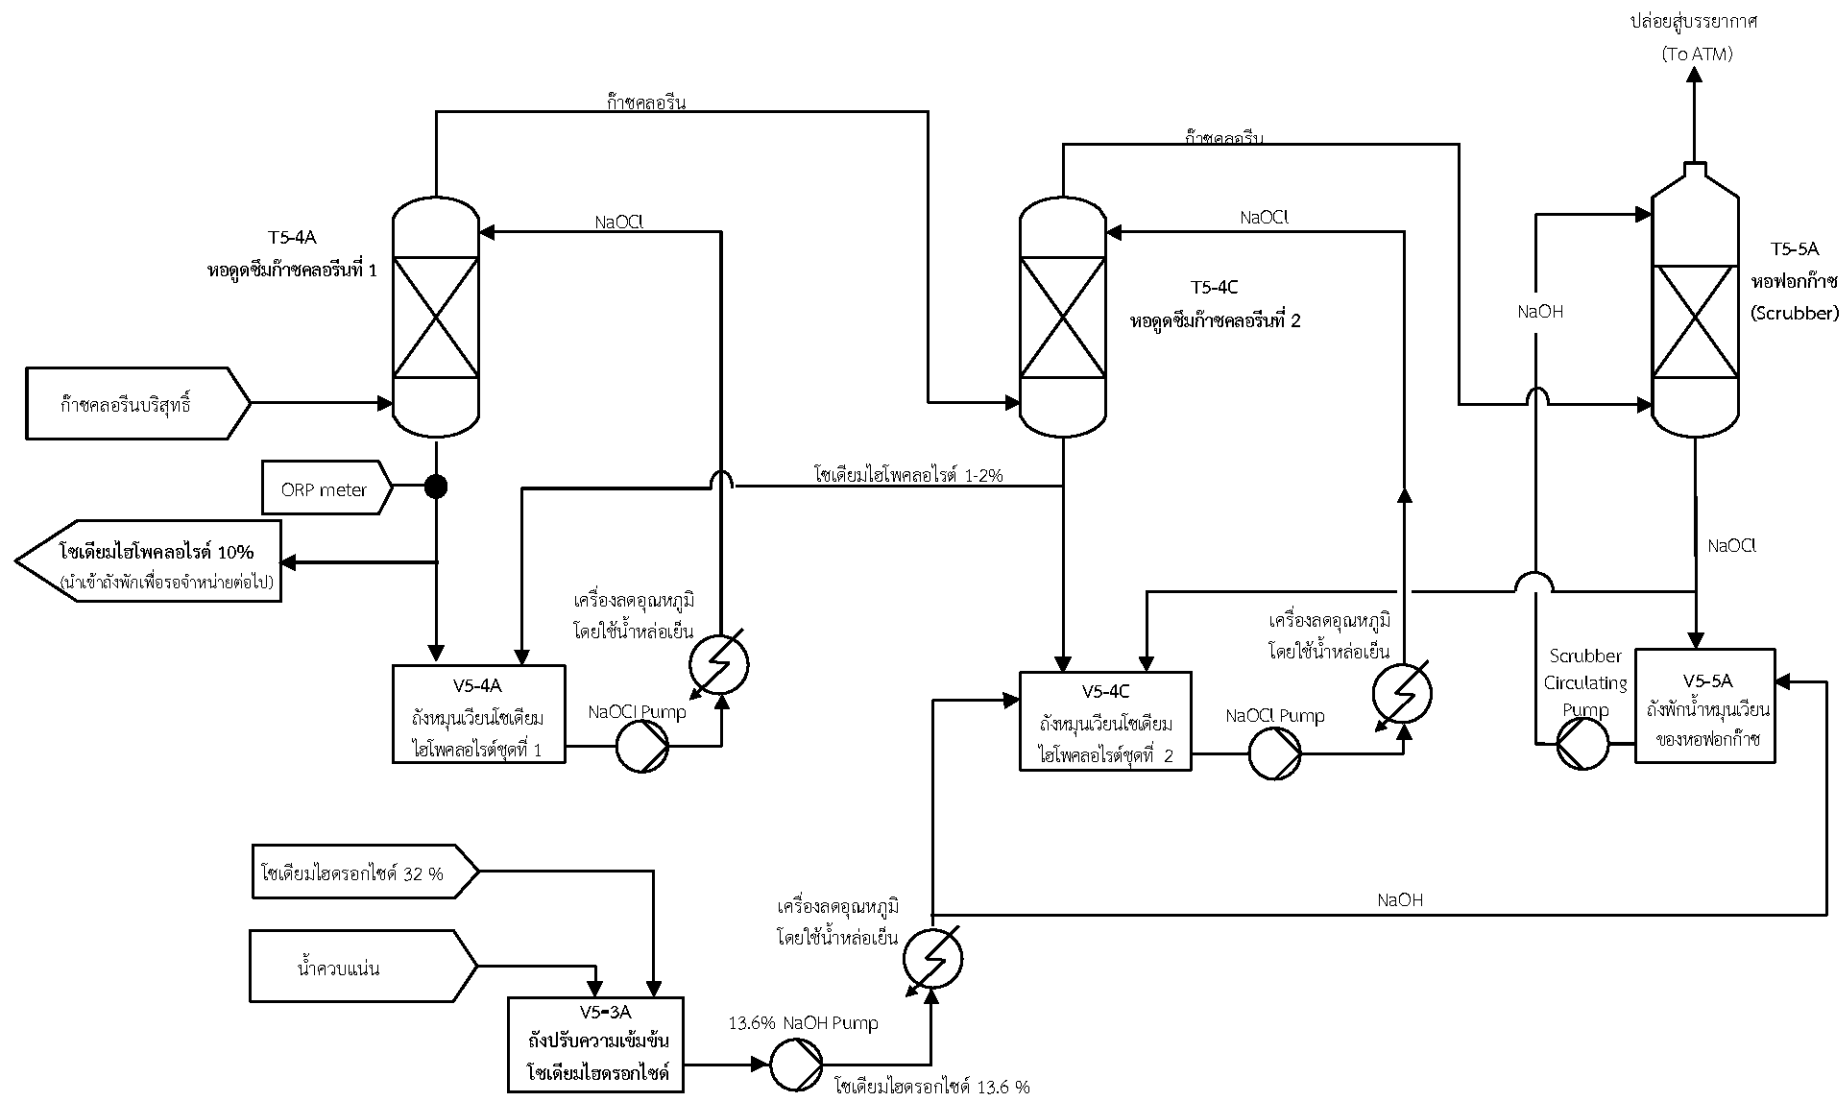 ปล่อยสู่บรรยากาศ
(To ATM)
ก๊าซคลอรีน
ก๊าซคลอรีน
NaOCl
NaOCl
T5-4A
หอดูดซึมก๊าซคลอรีนที่ 1
T5-4C
หอดูดซึมก๊าซคลอรีนที่ 2
T5-5A
หอฟอกก๊าซ
(Scrubber)
NaOH
ก๊าซคลอรีนบริสุทธิ์
ORP meter
โซเดียมไฮโพคลอไรต์ 1-2%
โซเดียมไฮโพคลอไรต์ 10%
(นำเข้าถังพักเพื่อรอจำหน่ายต่อไป)
NaOCl
เครื่องลดอุณหภูมิ
โดยใช้น้ำหล่อเย็น
เครื่องลดอุณหภูมิ
โดยใช้น้ำหล่อเย็น
V5-4A
ถังหมุนเวียนโซเดียม
ไฮโพคลอไรต์ชุดที่ 1
NaOCl Pump
V5-4C
ถังหมุนเวียนโซเดียม
ไฮโพคลอไรต์ชุดที่ 2
NaOCl Pump
Scrubber
Circulating
Pump
V5-5A
ถังพักน้ำหมุนเวียน
ของหอฟอกก๊าซ
โซเดียมไฮดรอกไซด์ 32 %
น้ำควบแน่น
เครื่องลดอุณหภูมิ
โดยใช้น้ำหล่อเย็น
NaOH
V5-3A
ถังปรับความเข้มข้น
โซเดียมไฮดรอกไซด์
13.6% NaOH Pump
โซเดียมไฮดรอกไซด์ 13.6 %